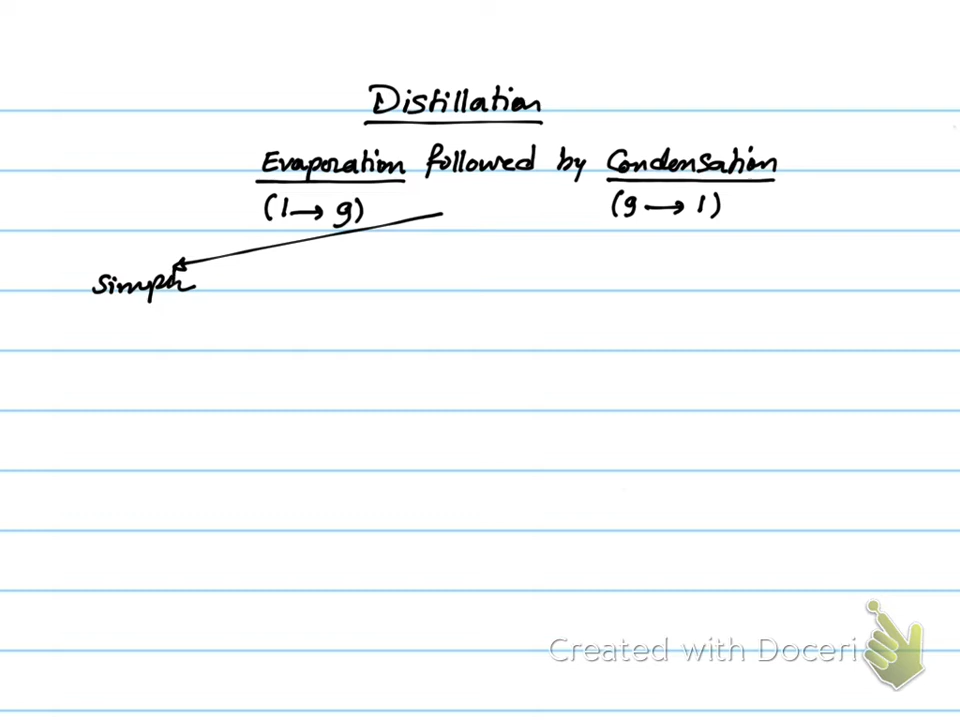 Distillation
Evaporation followed by Condensation
(l → g) (g → l)
Simple
Created with Doceri